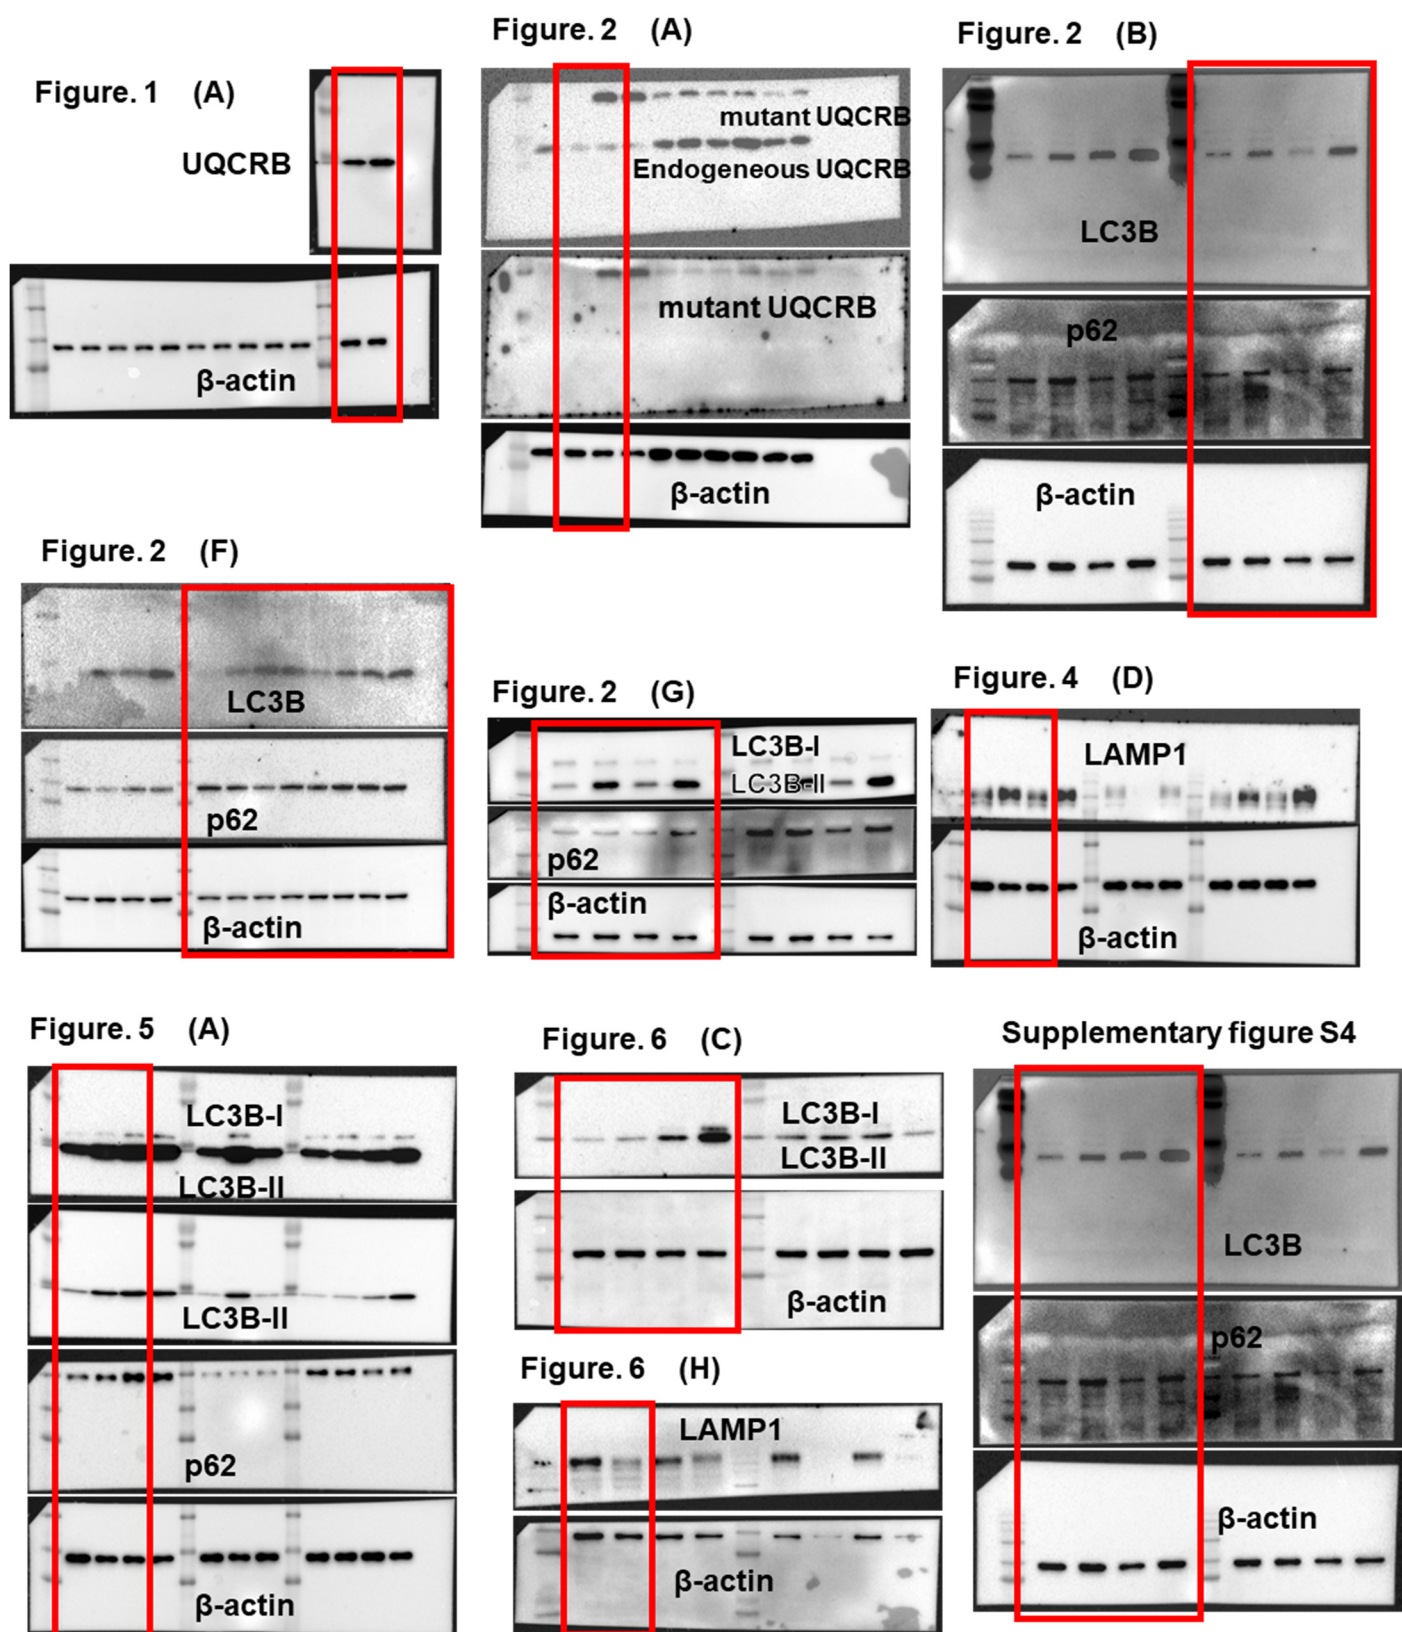 Figure. 1 (A)
UQCRB
β-actin
Figure. 2 (A)
mutant UQCRB
Endogeneous UQCRB
mutant UQCRB
β-actin
Figure. 2 (B)
LC3B
p62
β-actin
Figure. 2 (F)
LC3B
p62
β-actin
Figure. 2 (G)
LC3B-I
LC3B-II
p62
β-actin
Figure. 4 (D)
LAMP1
β-actin
Figure. 5 (A)
LC3B-I
LC3B-II
LC3B-II
p62
β-actin
Figure. 6 (C)
LC3B-I
LC3B-II
β-actin
Figure. 6 (H)
LAMP1
β-actin
Supplementary figure S4
LC3B
p62
β-actin